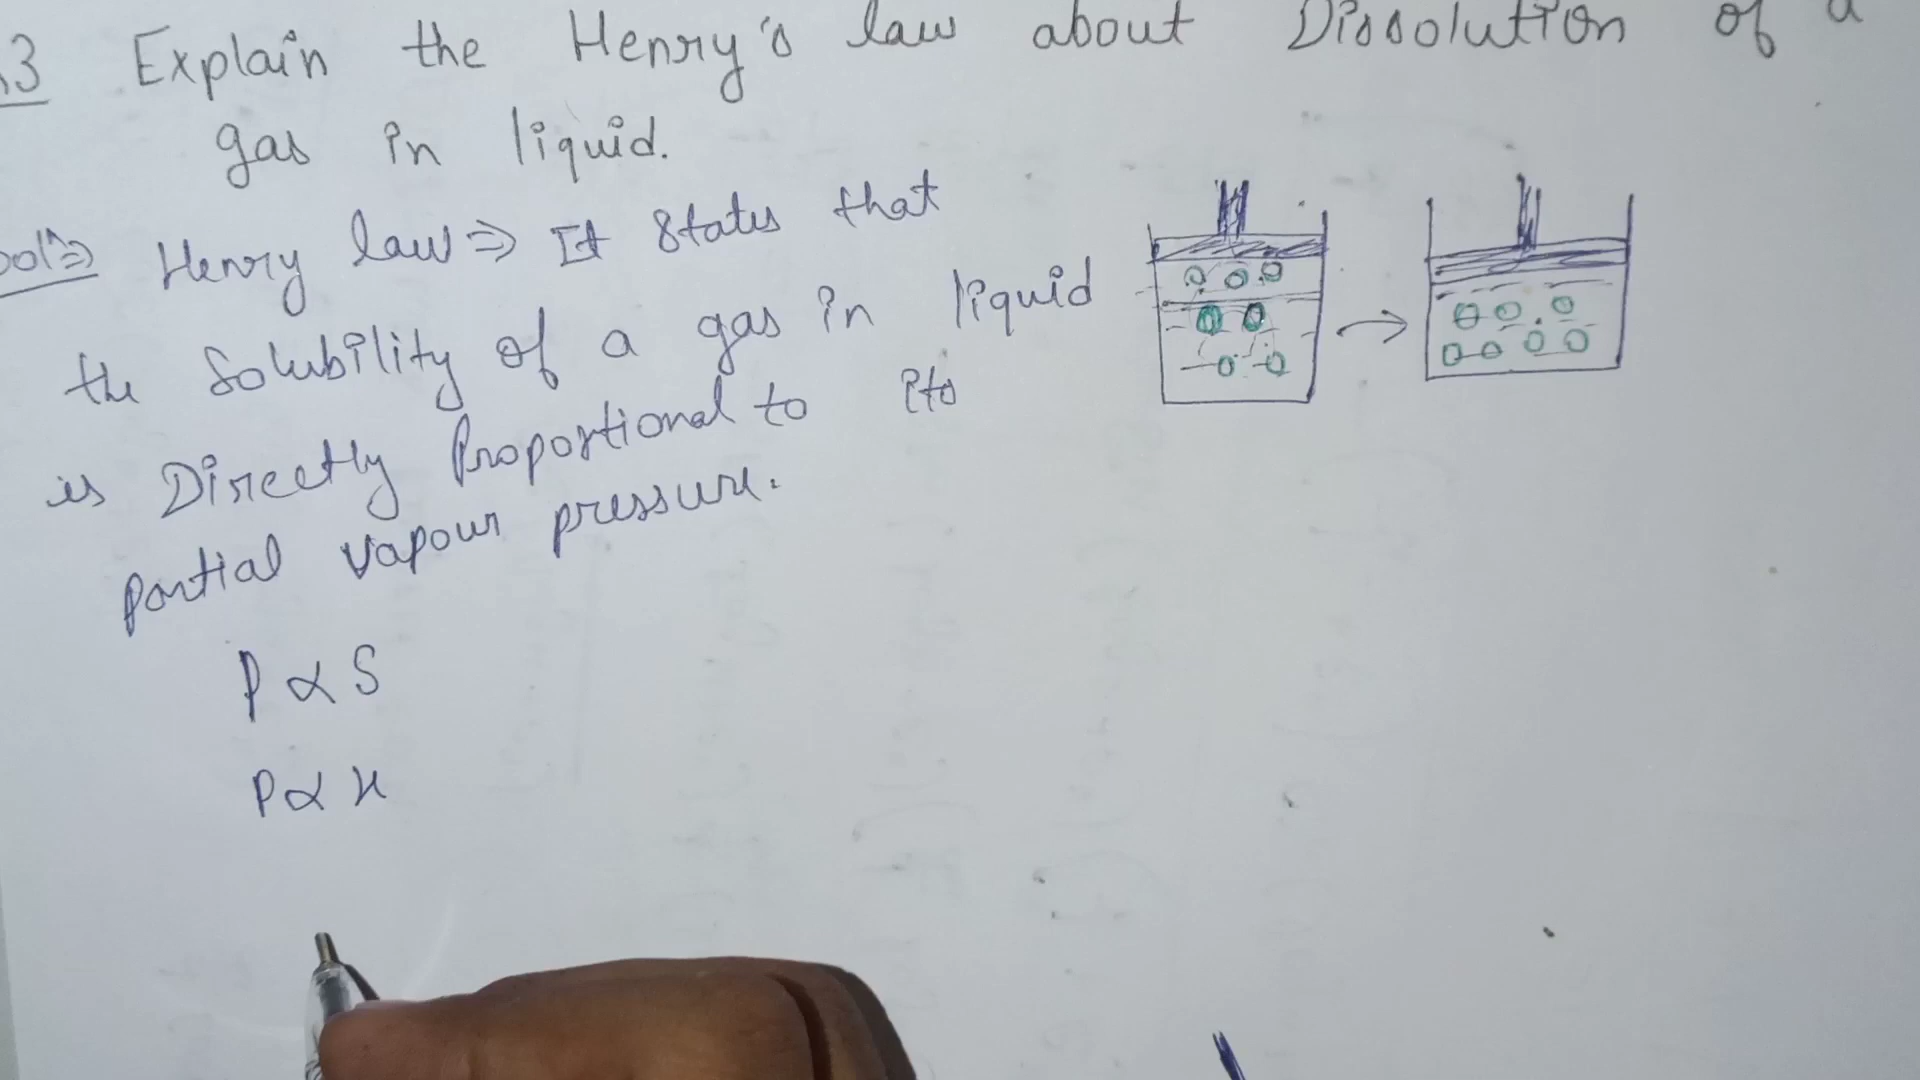 .3 Explain the Henry's law about Dissolution of a
gas in liquid.
Henry law ⇒ It states that
the Solubility of a gas in liquid
is Directly Proportional to its
partial vapour pressure.
P ∝ S
P ∝ x